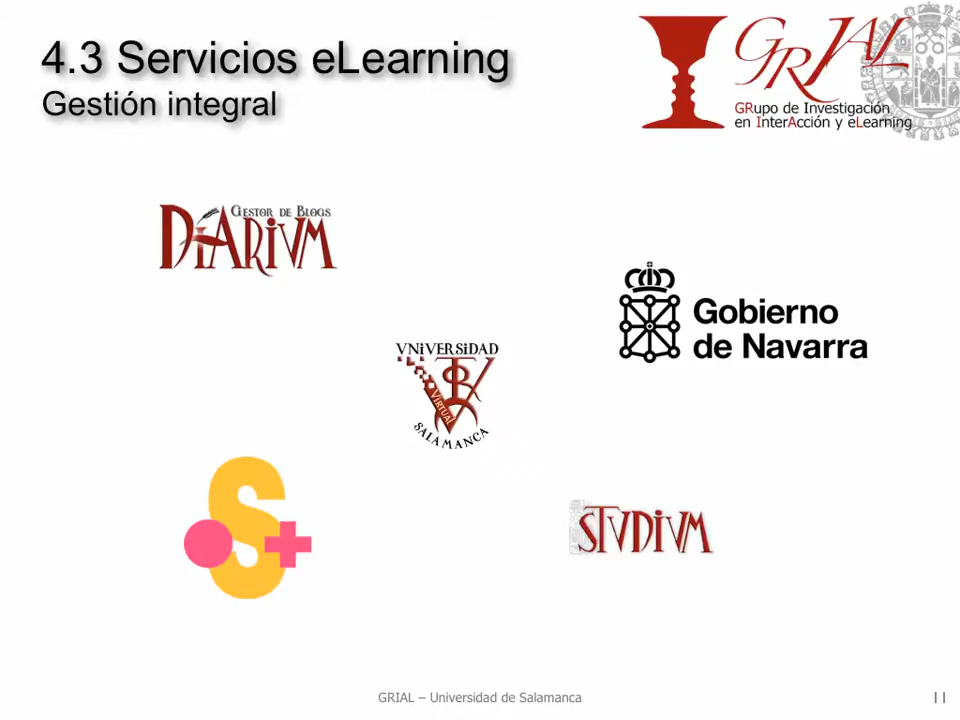 4.3 Servicios eLearning
Gestión integral
GRIAL
GRupo de Investigación
en InterAcción y eLearning
GESTOR DE BLOGS
DiARiVM
Gobierno
de Navarra
VNiVERSiDAD
VIRTUAL
SALAMANCA
S
STVDiVM
GRIAL – Universidad de Salamanca
11